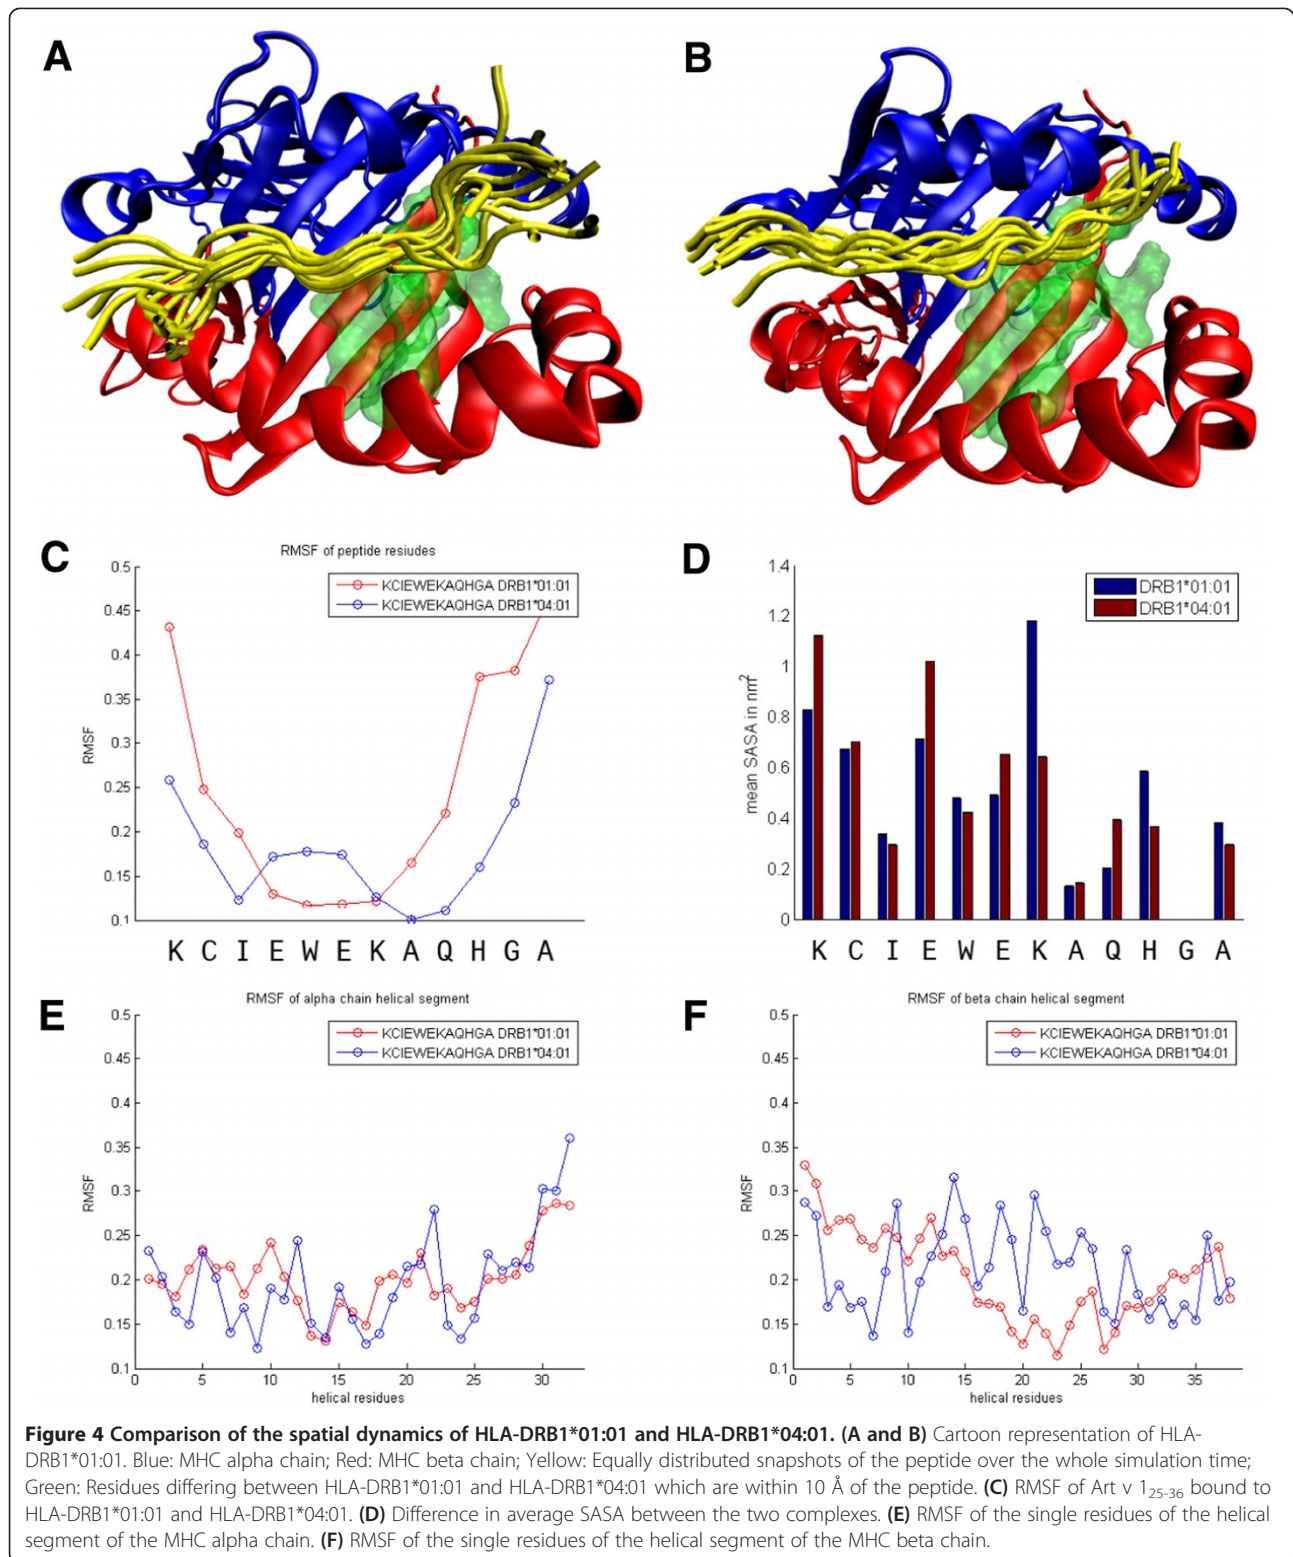 A
B
C
RMSF of peptide resiudes
0.5
0.45
0.4
0.35
0.3
0.25
0.2
0.15
0.1
RMSF
KCIEWEKAQHGA DRB1*01:01
KCIEWEKAQHGA DRB1*04:01
K C I E W E K A Q H G A
D
1.4
1.2
1
0.8
0.6
0.4
0.2
0
mean SASA in nm²
DRB1*01:01
DRB1*04:01
K C I E W E K A Q H G A
E
RMSF of alpha chain helical segment
0.5
0.45
0.4
0.35
0.3
0.25
0.2
0.15
0.1
RMSF
KCIEWEKAQHGA DRB1*01:01
KCIEWEKAQHGA DRB1*04:01
0 5 10 15 20 25 30
helical residues
F
RMSF of beta chain helical segment
0.5
0.45
0.4
0.35
0.3
0.25
0.2
0.15
0.1
RMSF
KCIEWEKAQHGA DRB1*01:01
KCIEWEKAQHGA DRB1*04:01
0 5 10 15 20 25 30 35
helical residues
Figure 4 Comparison of the spatial dynamics of HLA-DRB1*01:01 and HLA-DRB1*04:01. (A and B) Cartoon representation of HLA-
DRB1*01:01. Blue: MHC alpha chain; Red: MHC beta chain; Yellow: Equally distributed snapshots of the peptide over the whole simulation time;
Green: Residues differing between HLA-DRB1*01:01 and HLA-DRB1*04:01 which are within 10 Å of the peptide. (C) RMSF of Art v 1₂₅₋₃₆ bound to
HLA-DRB1*01:01 and HLA-DRB1*04:01. (D) Difference in average SASA between the two complexes. (E) RMSF of the single residues of the helical
segment of the MHC alpha chain. (F) RMSF of the single residues of the helical segment of the MHC beta chain.